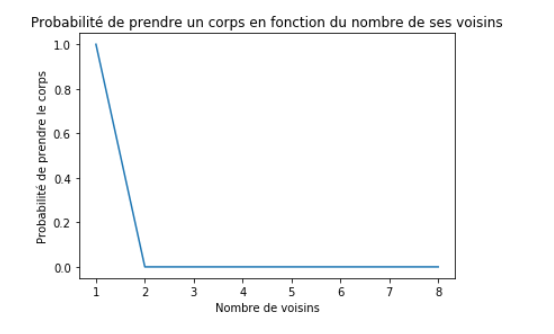 Probabilité de prendre un corps en fonction du nombre de ses voisins
Probabilité de prendre le corps
1.0
0.8
0.6
0.4
0.2
0.0
1 2 3 4 5 6 7 8
Nombre de voisins